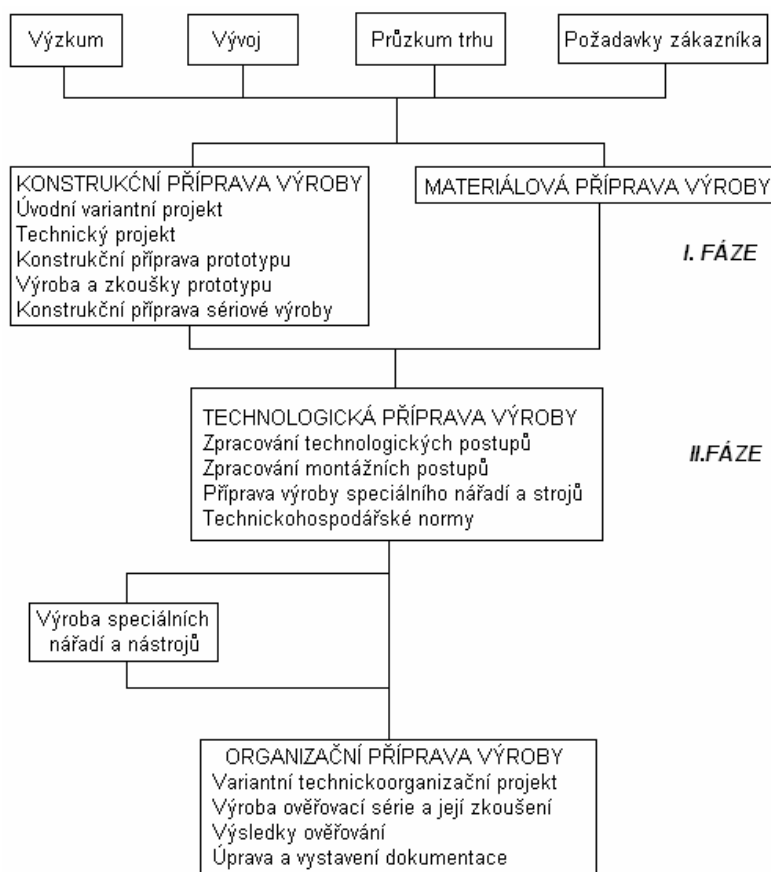 Výzkum
Vývoj
Průzkum trhu
Požadavky zákazníka
KONSTRUKĆNÍ PŘÍPRAVA VÝROBY
Úvodní variantní projekt
Technický projekt
Konstrukční příprava prototypu
Výroba a zkoušky prototypu
Konstrukční příprava sériové výroby
MATERIÁLOVÁ PŘÍPRAVA VÝROBY
I. FÁZE
TECHNOLOGICKÁ PŘÍPRAVA VÝROBY
Zpracování technologických postupů
Zpracování montážních postupů
Příprava výroby speciálního nářadí a strojů
Technickohospodářské normy
II.FÁZE
Výroba speciálních
nářadí a nástrojů
ORGANIZAČNÍ PŘÍPRAVA VÝROBY
Variantní technickoorganizační projekt
Výroba ověřovací série a její zkoušení
Výsledky ověřování
Úprava a vystavení dokumentace